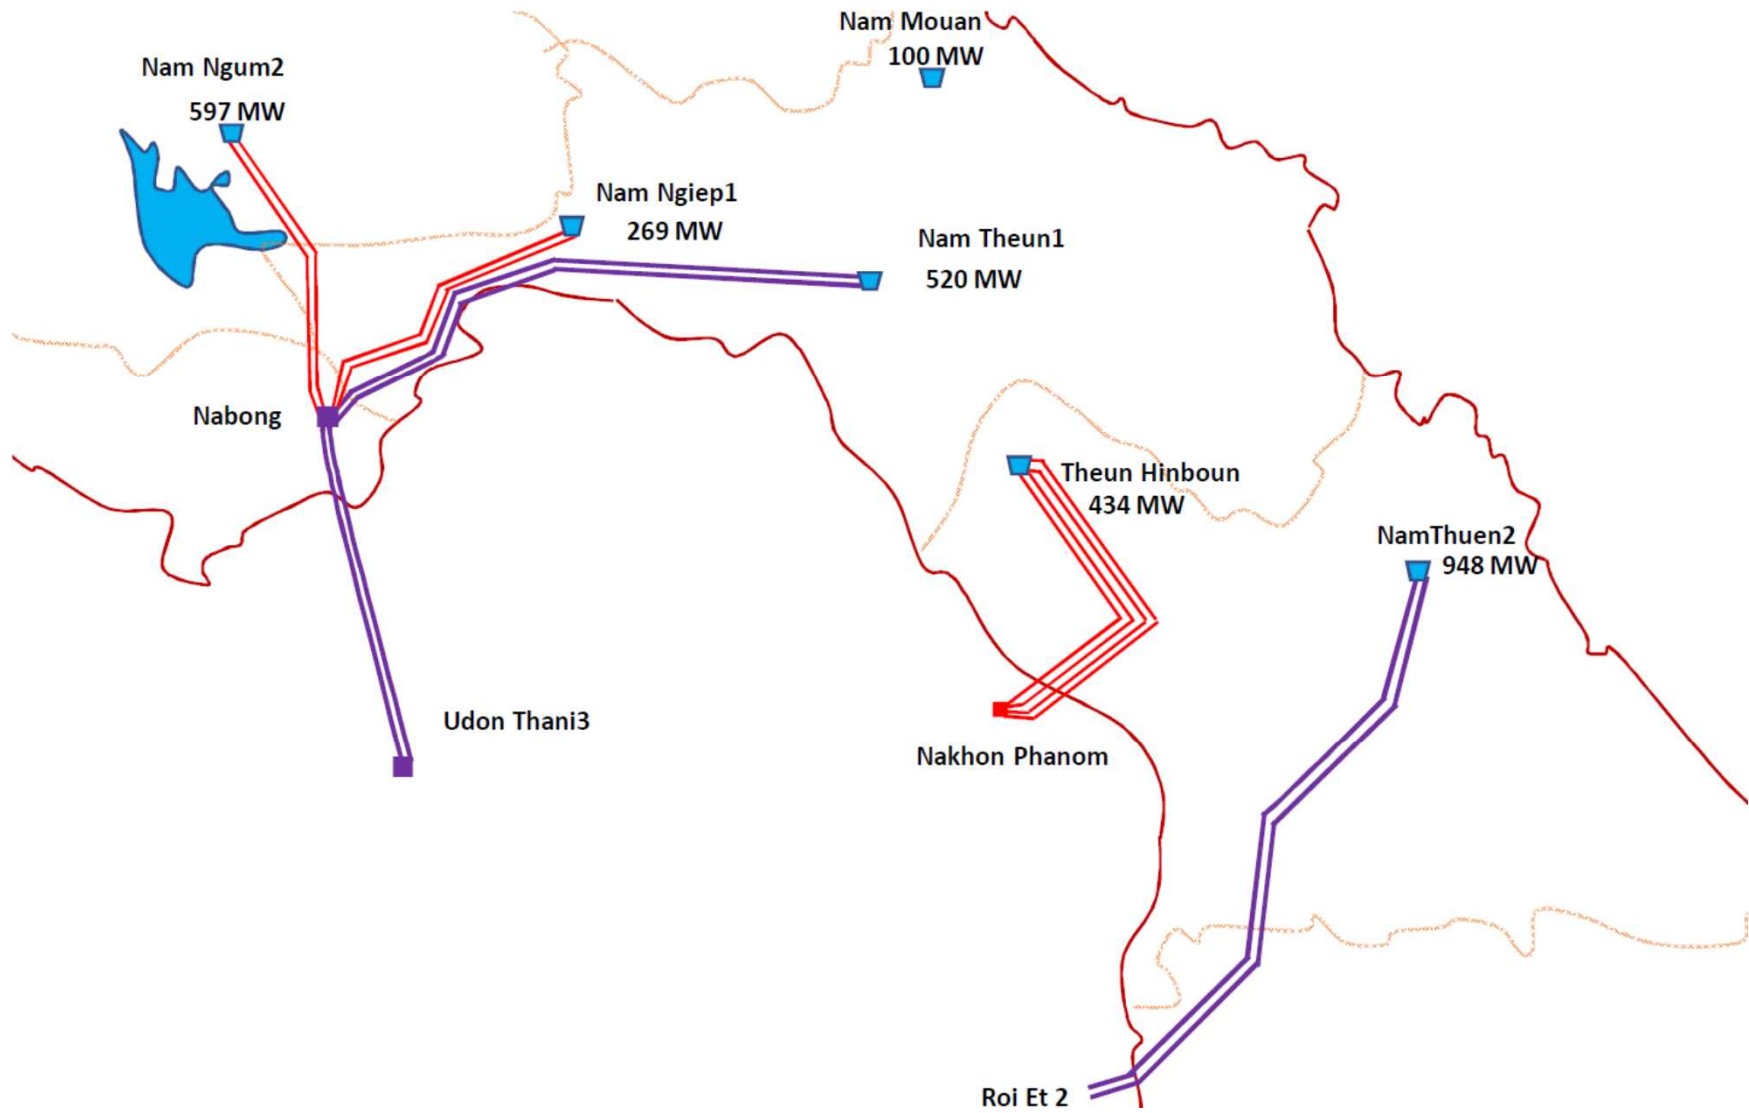 Nam Mouan
100 MW
Nam Ngum2
597 MW
Nam Ngiep1
269 MW
Nam Theun1
520 MW
Nabong
Theun Hinboun
434 MW
NamThuen2
948 MW
Udon Thani3
Nakhon Phanom
Roi Et 2